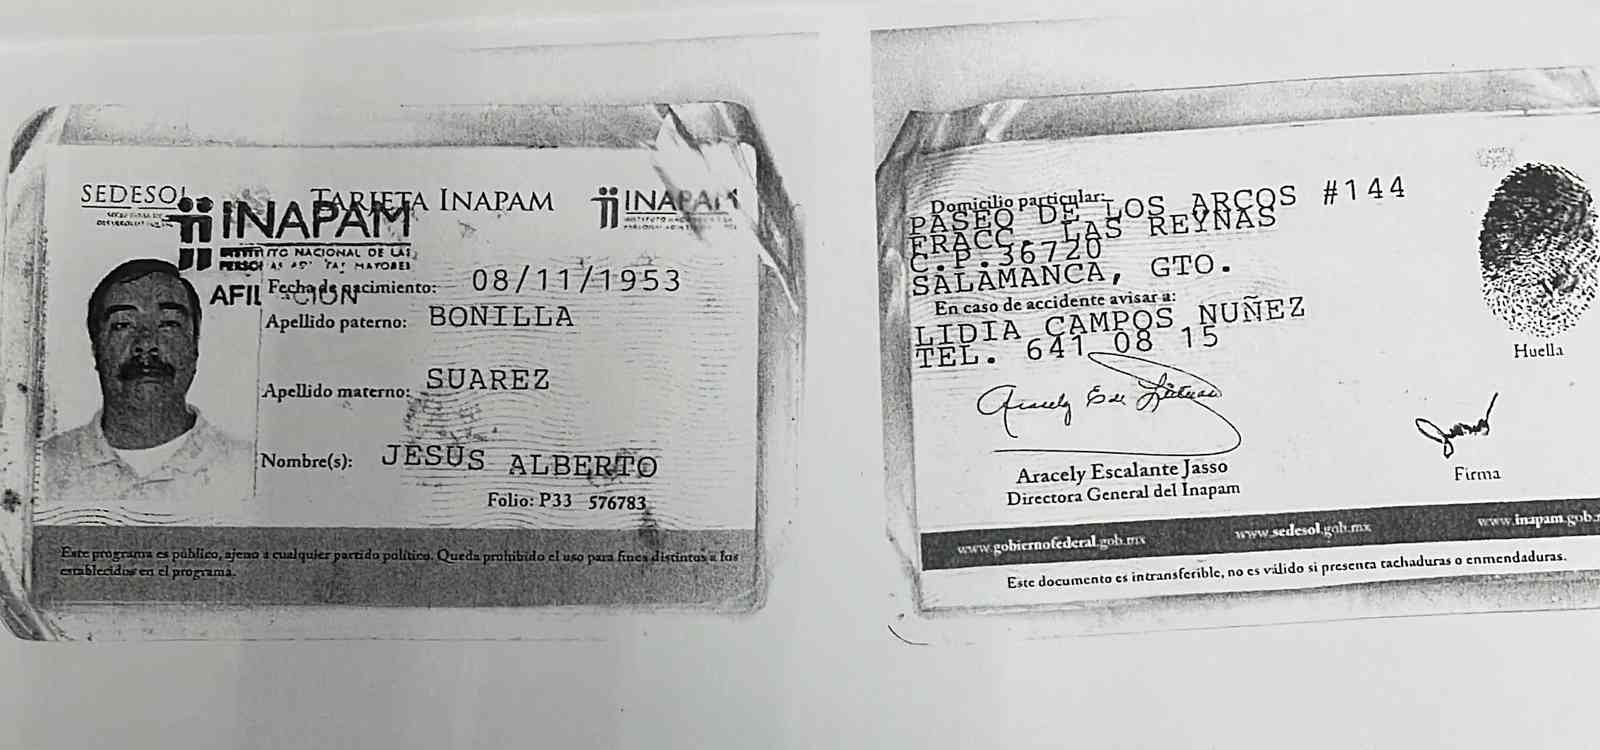 SEDESOL
TARJETA INAPAM
INAPAM
INAPAM
INSTITUTO NACIONAL DE LAS
PERSONAS ADULTAS MAYORES
AFILIACIÓN
Fecha de nacimiento: 08/11/1953
Apellido paterno: BONILLA
Apellido materno: SUAREZ
Nombre(s): JESUS ALBERTO
Folio: P33 576783
Este programa es público, ajeno a cualquier partido político. Queda prohibido el uso para fines distintos a los
establecidos en el programa.
Domicilio particular:
PASEO DE LOS ARCOS #144
FRACC. LAS REYNAS
C.P.36720
SALAMANCA, GTO.
En caso de accidente avisar a:
LIDIA CAMPOS NUÑEZ
TEL. 641 08 15
Huella
Aracely Escalante Jasso
Directora General del Inapam
Firma
www.gobiernofederal.gob.mx
www.sedesol.gob.mx
www.inapam.gob.
Este documento es intransferible, no es válido si presenta tachaduras o enmendaduras.